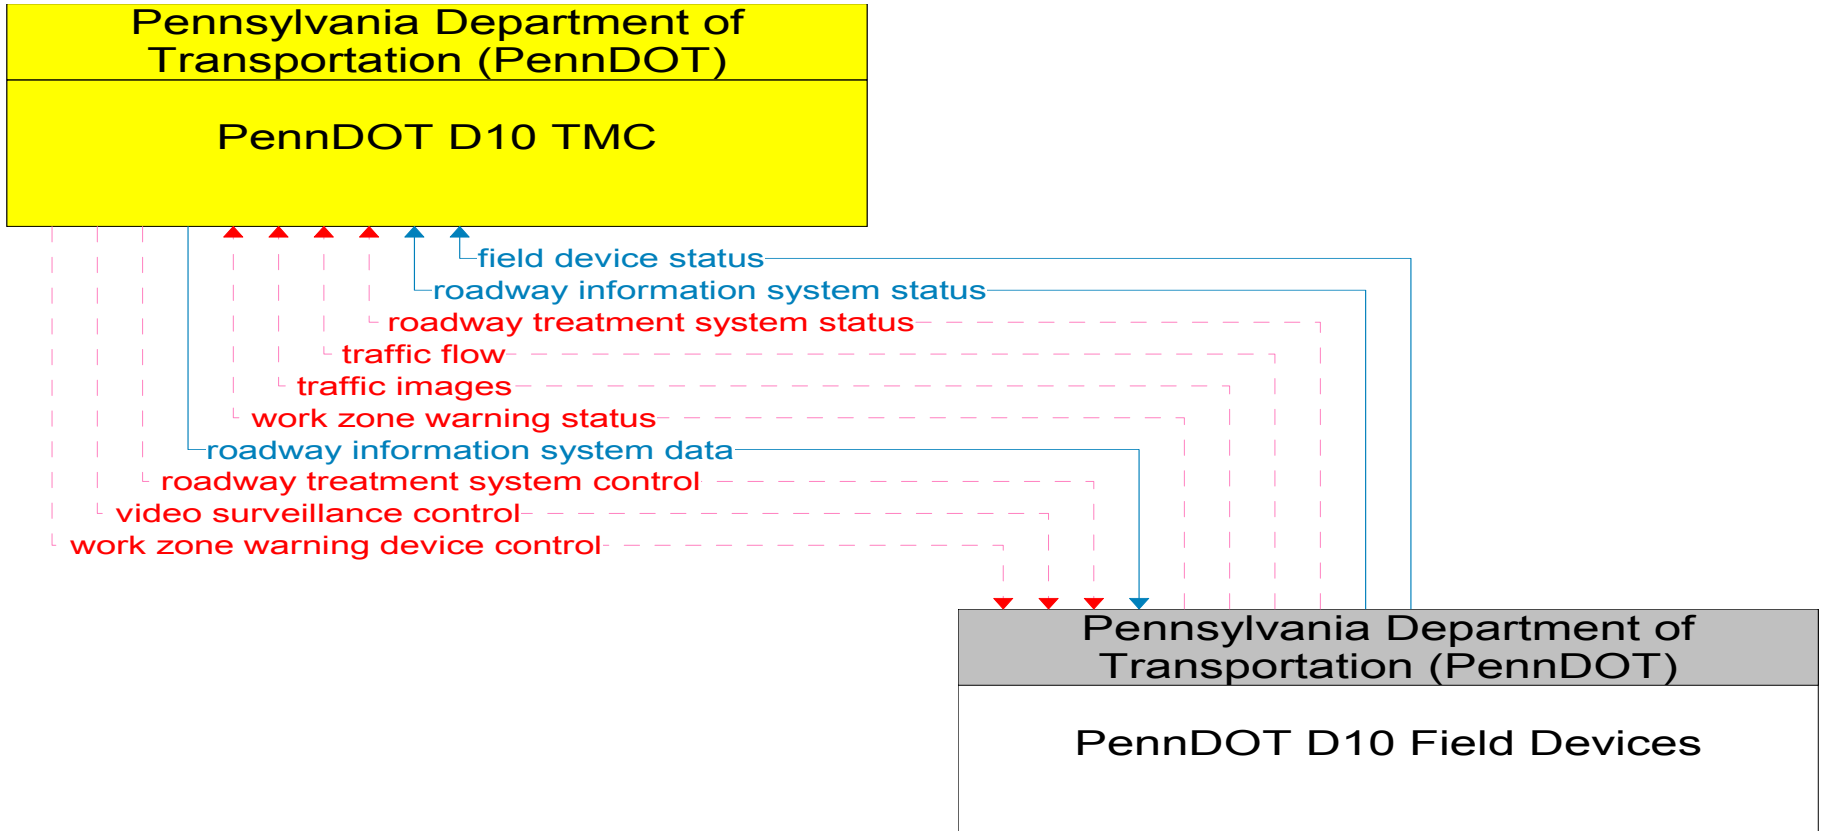 Pennsylvania Department of
Transportation (PennDOT)
PennDOT D10 TMC
field device status
roadway information system status
roadway treatment system status
traffic flow
traffic images
work zone warning status
roadway information system data
roadway treatment system control
video surveillance control
work zone warning device control
Pennsylvania Department of
Transportation (PennDOT)
PennDOT D10 Field Devices